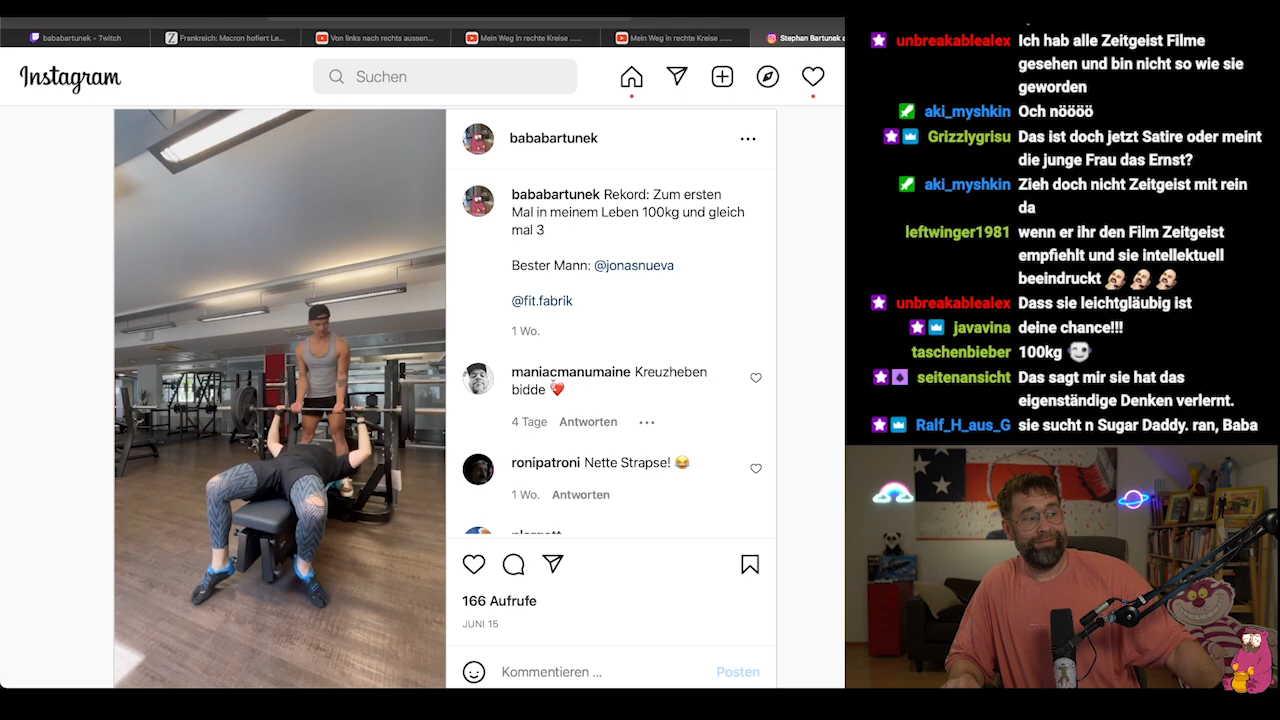 bababartunek - Twitch
Frankreich: Macron hofiert Le...
Von links nach rechts aussen...
Mein Weg in rechte Kreise ......
Mein Weg in rechte Kreise ......
Stephan Bartunek a
Instagram
Suchen
bababartunek
bababartunek Rekord: Zum ersten
Mal in meinem Leben 100kg und gleich
mal 3
Bester Mann: @jonasnueva
@fit.fabrik
1 Wo.
maniacmanumaine Kreuzheben
bidde
4 Tage Antworten
ronipatroni Nette Strapse!
1 Wo. Antworten
166 Aufrufe
JUNI 15
Kommentieren ...
Posten
unbreakablealex Ich hab alle Zeitgeist Filme
gesehen und bin nicht so wie sie
geworden
aki_myshkin Och nöööö
Grizzlygrisu Das ist doch jetzt Satire oder meint
die junge Frau das Ernst?
aki_myshkin Zieh doch nicht Zeitgeist mit rein
da
leftwinger1981 wenn er ihr den Film Zeitgeist
empfiehlt und sie intellektuell
beeindruckt
unbreakablealex Dass sie leichtgläubig ist
javavina deine chance!!!
taschenbieber 100kg
seitenansicht Das sagt mir sie hat das
eigenständige Denken verlernt.
Ralf_H_aus_G sie sucht n Sugar Daddy. ran, Baba